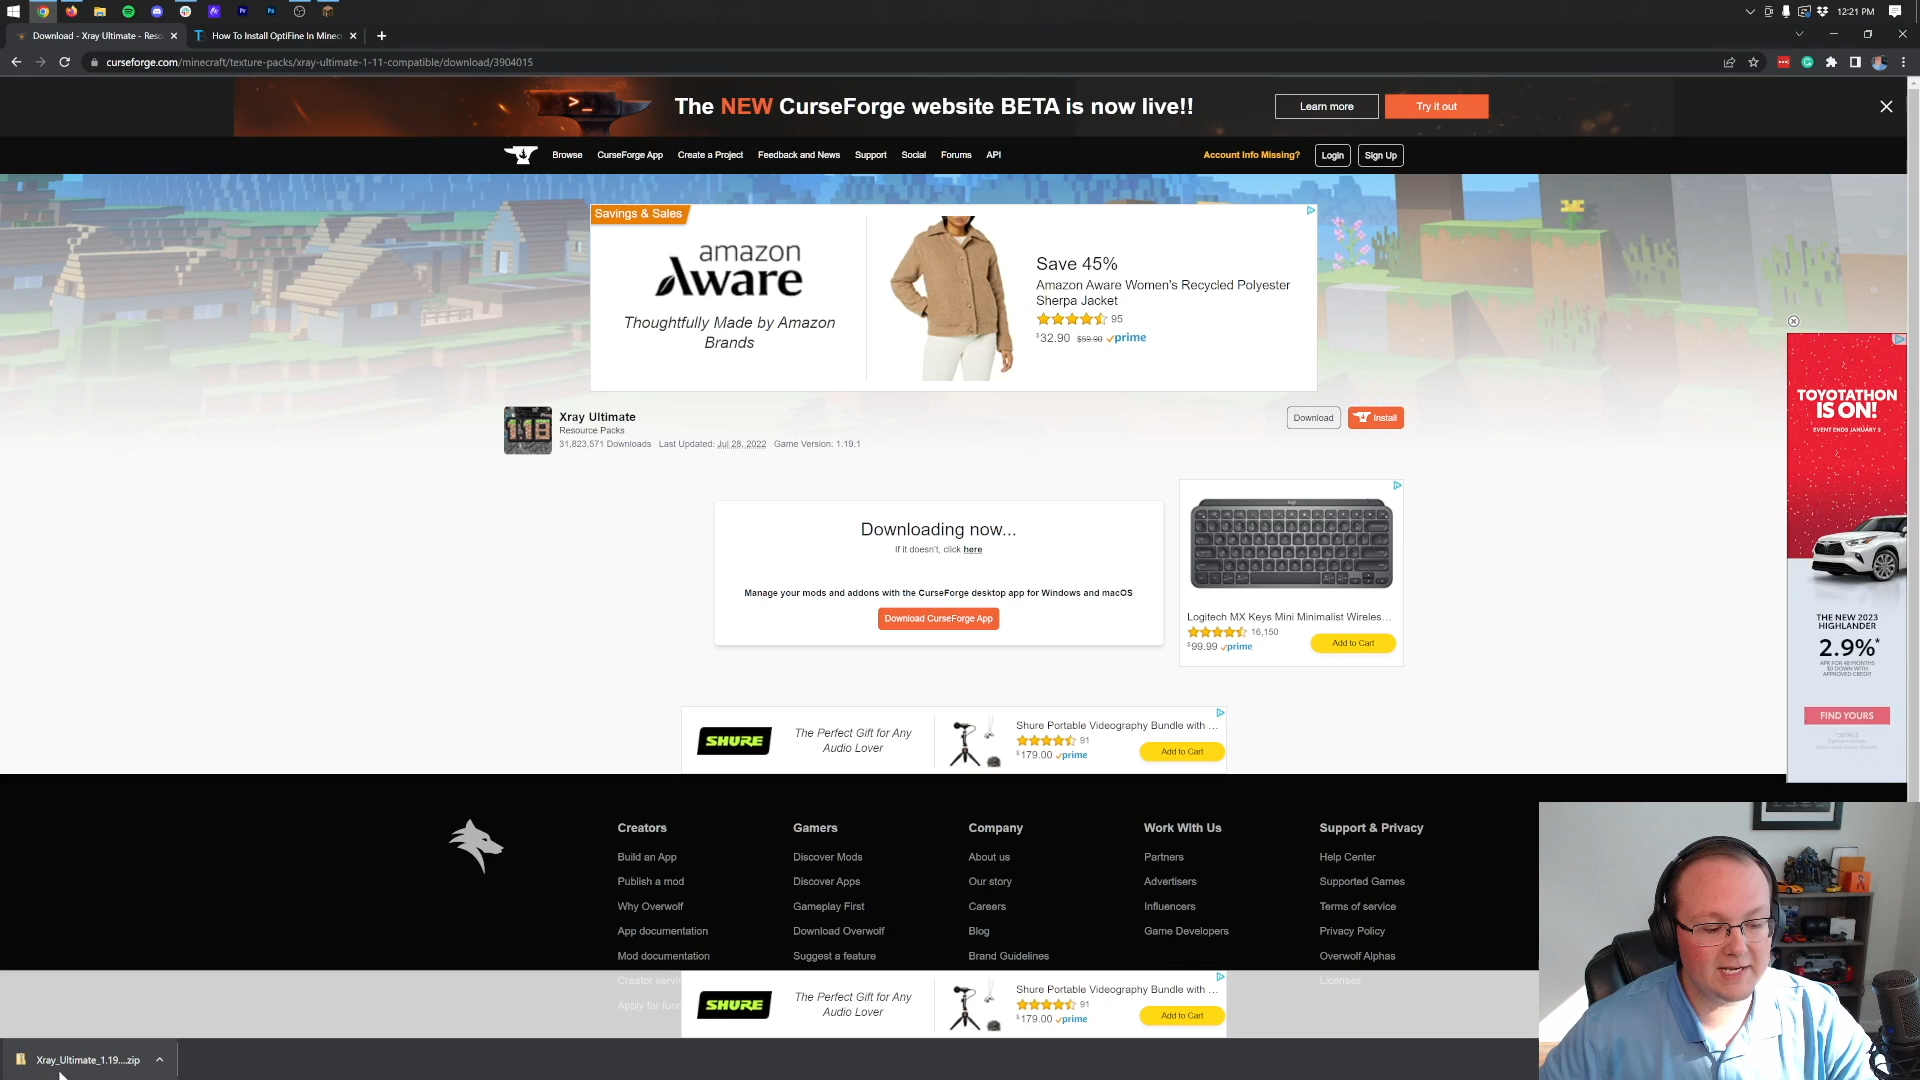 12:21 PM
Download - Xray Ultimate - Reso
How To Install OptiFine In Minec
curseforge.com/minecraft/texture-packs/xray-ultimate-1-11-compatible/download/3904015
The NEW CurseForge website BETA is now live!!
Learn more
Try it out
Browse
CurseForge App
Create a Project
Feedback and News
Support
Social
Forums
API
Account Info Missing?
Login
Sign Up
Savings & Sales
amazon
Aware
Thoughtfully Made by Amazon
Brands
Save 45%
Amazon Aware Women's Recycled Polyester
Sherpa Jacket
95
$32.90 $59.90 prime
Xray Ultimate
Resource Packs
31,823,571 Downloads Last Updated: Jul 28, 2022 Game Version: 1.19.1
Download
Install
1.18
Downloading now...
If it doesn't, click here
Manage your mods and addons with the CurseForge desktop app for Windows and macOS
Download CurseForge App
Logitech MX Keys Mini Minimalist Wireles...
16,150
$99.99 prime
Add to Cart
TOYOTATHON
IS ON!
EVENT ENDS JANUARY 3
THE NEW 2023
HIGHLANDER
2.9%*
APR FOR 48 MONTHS
$0 DOWN WITH
APPROVED CREDIT
FIND YOURS
*DETAILS
SHURE
The Perfect Gift for Any
Audio Lover
Shure Portable Videography Bundle with ...
91
$179.00 prime
Add to Cart
Creators
Build an App
Publish a mod
Why Overwolf
App documentation
Mod documentation
Creator servic
Apply for fund
Gamers
Discover Mods
Discover Apps
Gameplay First
Download Overwolf
Suggest a feature
Company
About us
Our story
Careers
Blog
Brand Guidelines
Work With Us
Partners
Advertisers
Influencers
Game Developers
Support & Privacy
Help Center
Supported Games
Terms of service
Privacy Policy
Overwolf Alphas
Licenses
SHURE
The Perfect Gift for Any
Audio Lover
Shure Portable Videography Bundle with ...
91
$179.00 prime
Add to Cart
Xray_Ultimate_1.19....zip